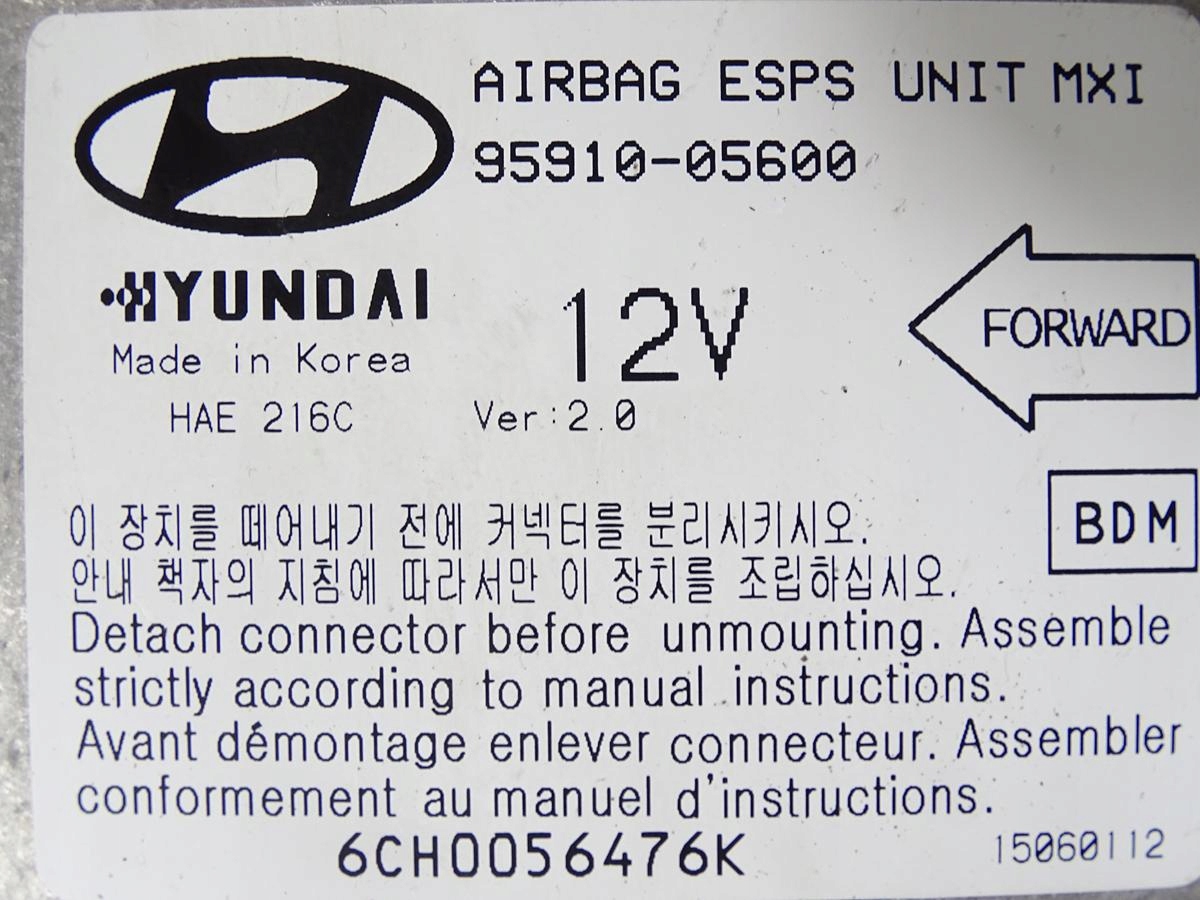 AIRBAG ESPS UNIT MXI
95910-05600
HYUNDAI
Made in Korea
12V
FORWARD
HAE 216C
Ver:2.0
BDM
이 장치를 떼어내기 전에 커넥터를 분리시키시오.
안내 책자의 지침에 따라서만 이 장치를 조립하십시오.
Detach connector before unmounting. Assemble
strictly according to manual instructions.
Avant démontage enlever connecteur. Assembler
conformement au manuel d'instructions.
6CH0056476K
15060112